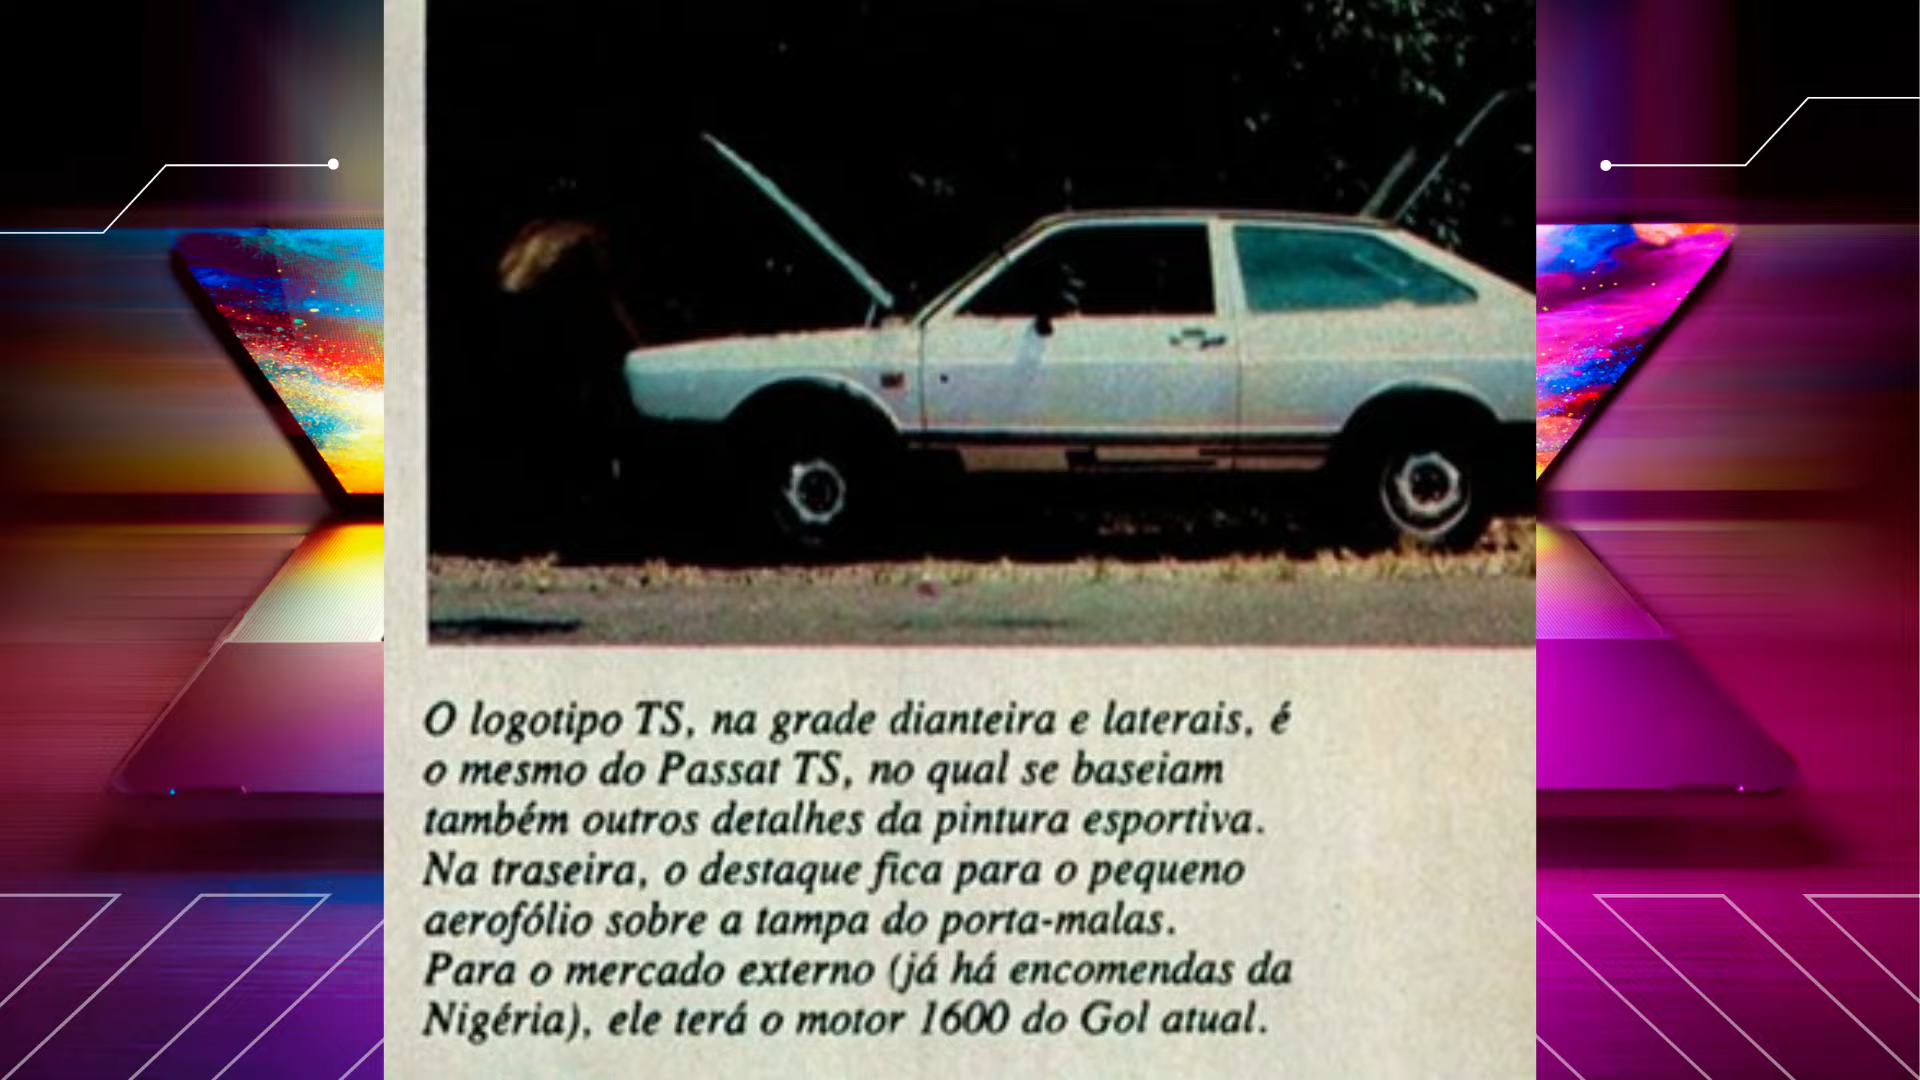 O logotipo TS, na grade dianteira e laterais, é
o mesmo do Passat TS, no qual se baseiam
também outros detalhes da pintura esportiva.
Na traseira, o destaque fica para o pequeno
aerofólio sobre a tampa do porta-malas.
Para o mercado externo (já há encomendas da
Nigéria), ele terá o motor 1600 do Gol atual.